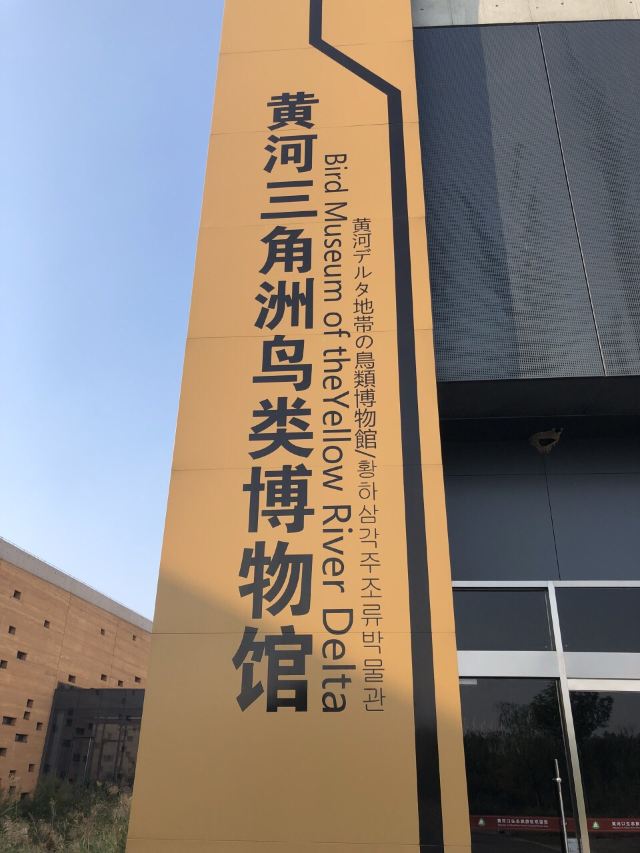 黄河三角洲鸟类博物馆
Bird Museum of theYellow River Delta
黄河デルタ地帯の鳥類博物館/황하삼각주조류박물관